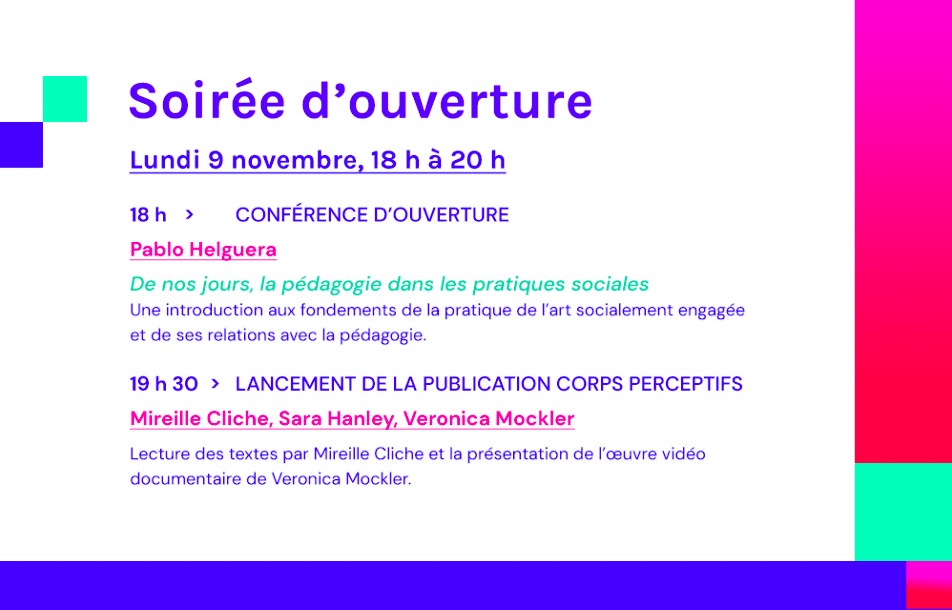 Soirée d’ouverture
Lundi 9 novembre, 18 h à 20 h
18 h > CONFÉRENCE D’OUVERTURE
Pablo Helguera
De nos jours, la pédagogie dans les pratiques sociales
Une introduction aux fondements de la pratique de l’art socialement engagée
et de ses relations avec la pédagogie.
19 h 30 > LANCEMENT DE LA PUBLICATION CORPS PERCEPTIFS
Mireille Cliche, Sara Hanley, Veronica Mockler
Lecture des textes par Mireille Cliche et la présentation de l’œuvre vidéo
documentaire de Veronica Mockler.